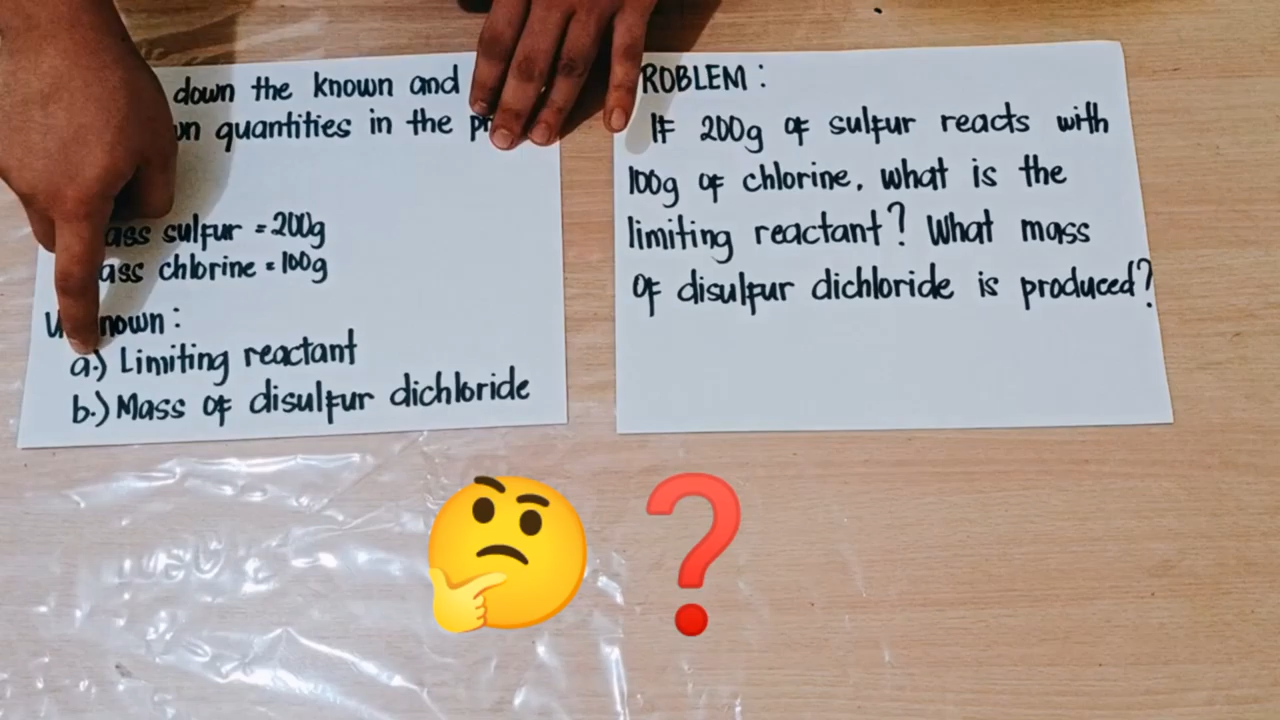 down the known and
quantities in the
sulfur = 200g
chlorine = 100g
a.) Limiting reactant
b.) Mass of disulfur dichloride
ROBLEM :
If 200g of sulfur reacts with
100g of chlorine, what is the
limiting reactant? What mass
of disulfur dichloride is produced?